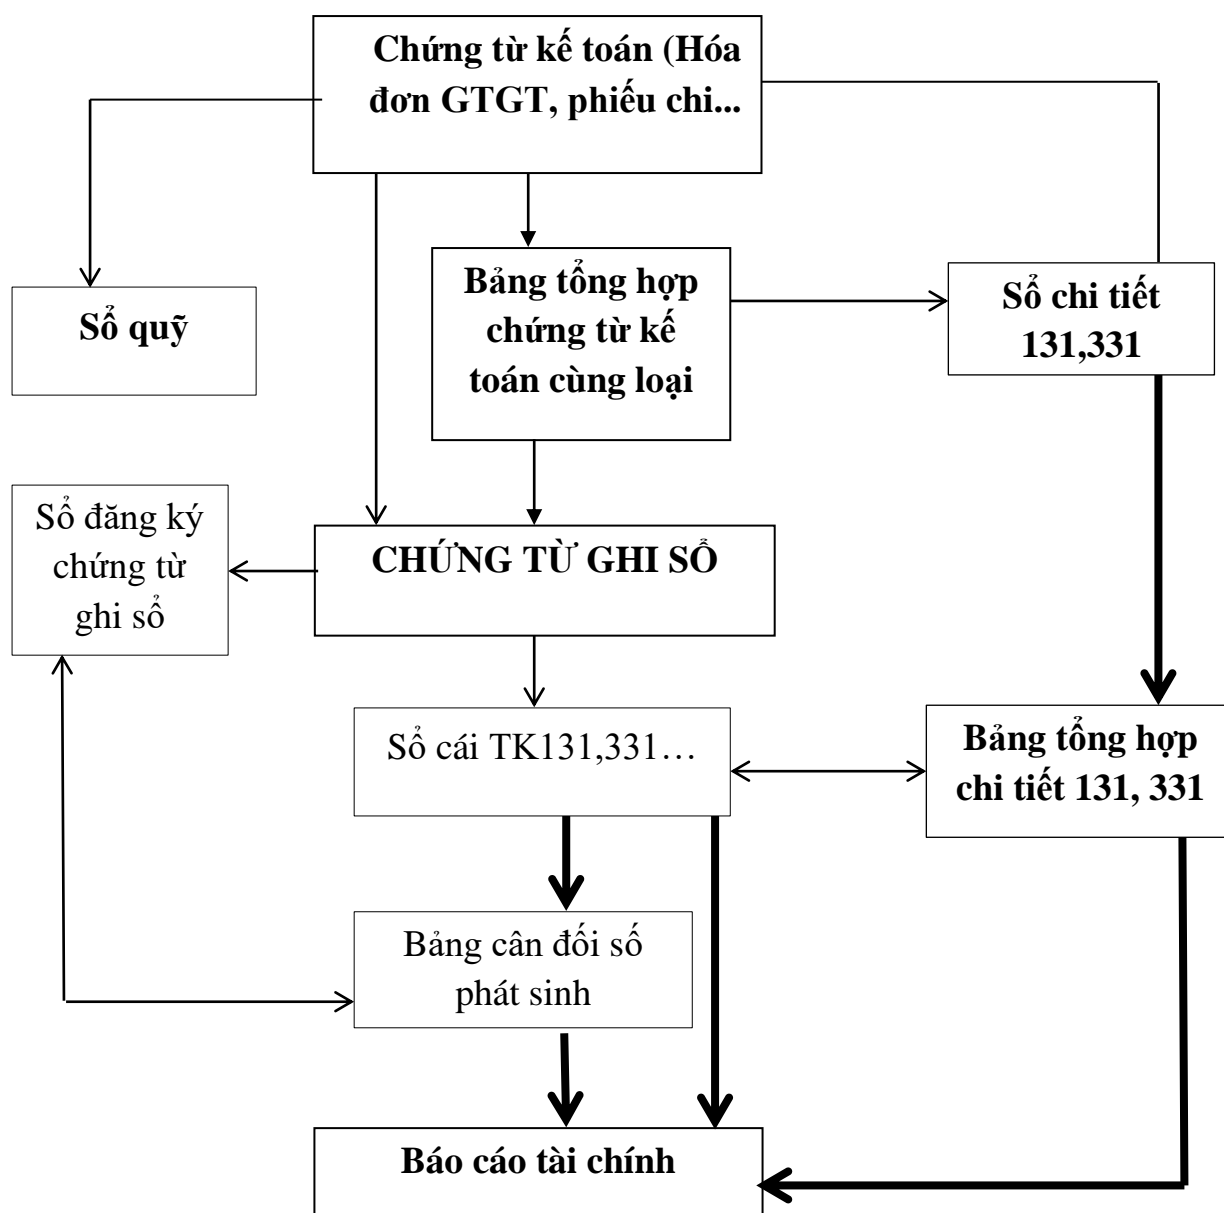 Chứng từ kế toán (Hóa
đơn GTGT, phiếu chi...
Bảng tổng hợp
chứng từ kế
toán cùng loại
Sổ chi tiết
131,331
Sổ quỹ
Sổ đăng ký
chứng từ
ghi sổ
CHỨNG TỪ GHI SỔ
Sổ cái TK131,331…
Bảng tổng hợp
chi tiết 131, 331
Bảng cân đối số
phát sinh
Báo cáo tài chính